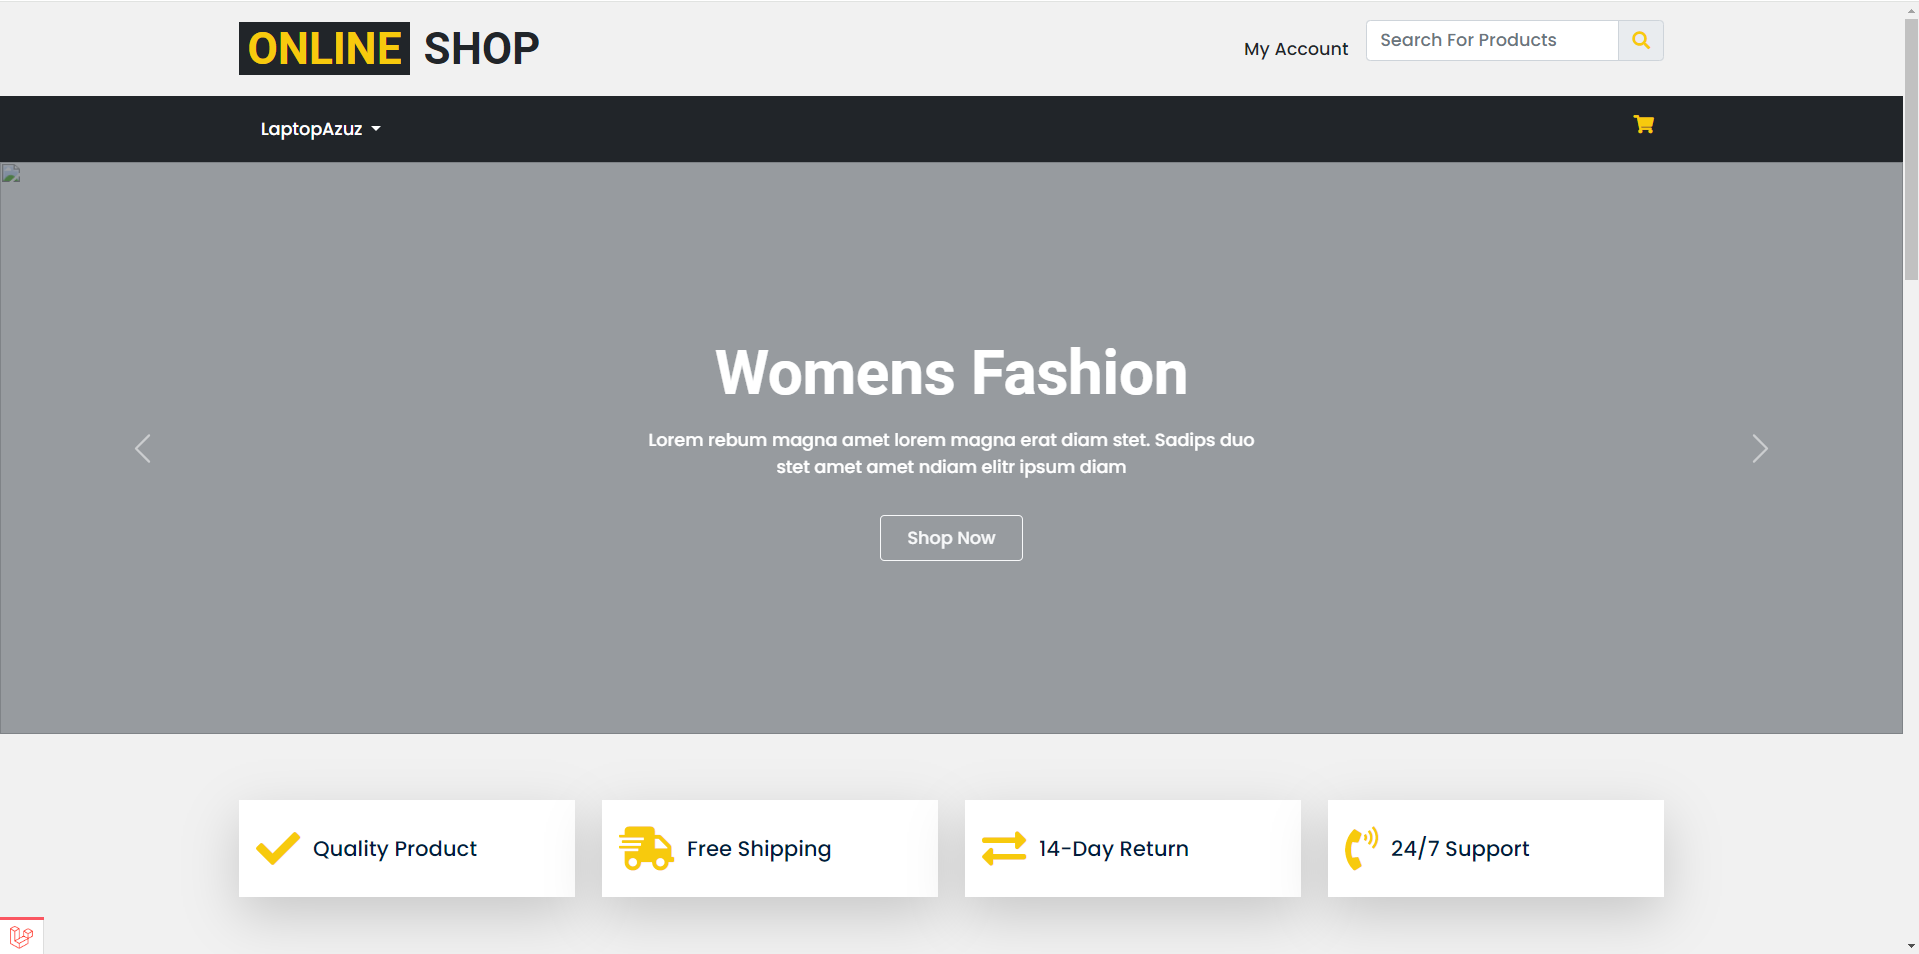 ONLINE SHOP
My Account
Search For Products
LaptopAzuz
Womens Fashion
Lorem rebum magna amet lorem magna erat diam stet. Sadips duo
stet amet amet ndiam elitr ipsum diam
Shop Now
Quality Product
Free Shipping
14-Day Return
24/7 Support